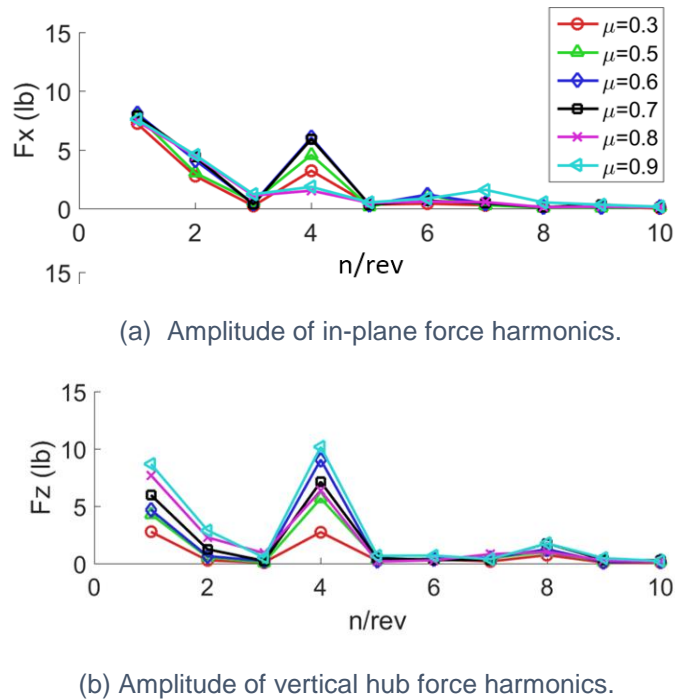 15
10
5
0
Fx (lb)
μ=0.3
μ=0.5
μ=0.6
μ=0.7
μ=0.8
μ=0.9
2 4 6 8 10
n/rev
15
(a) Amplitude of in-plane force harmonics.
15
10
5
0
Fz (lb)
0 2 4 6 8 10
n/rev
(b) Amplitude of vertical hub force harmonics.